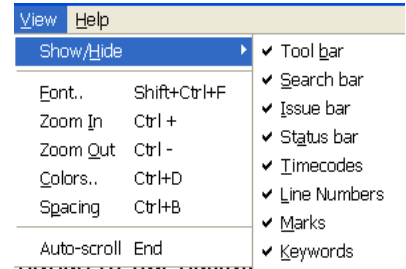 View Help
Show/Hide
Font.. Shift+Ctrl+F
Zoom In Ctrl +
Zoom Out Ctrl -
Colors.. Ctrl+D
Spacing Ctrl+B
Auto-scroll End
Tool bar
Search bar
Issue bar
Status bar
Timecodes
Line Numbers
Marks
Keywords